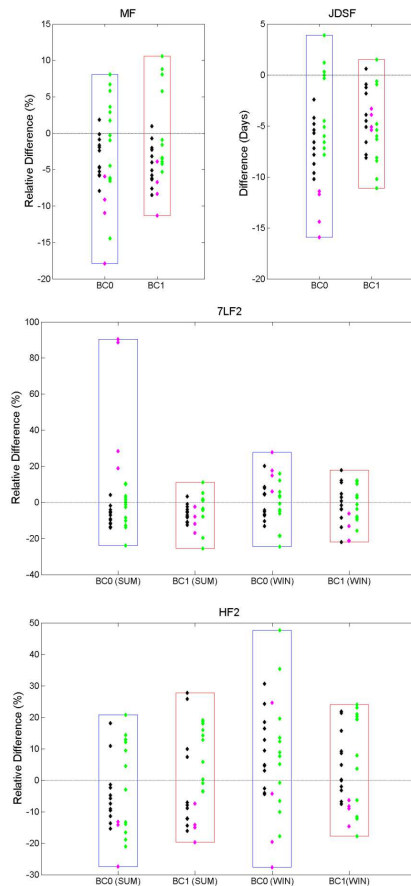 MF
JDSF
Relative Difference (%)
15
10
5
0
-5
-10
-15
-20
BC0
BC1
Difference (Days)
5
0
-5
-10
-15
-20
BC0
BC1
7LF2
Relative Difference (%)
100
80
60
40
20
0
-20
-40
BC0 (SUM)
BC1 (SUM)
BC0 (WIN)
BC1 (WIN)
HF2
Relative Difference (%)
50
40
30
20
10
0
-10
-20
-30
BC0 (SUM)
BC1 (SUM)
BC0 (WIN)
BC1(WIN)